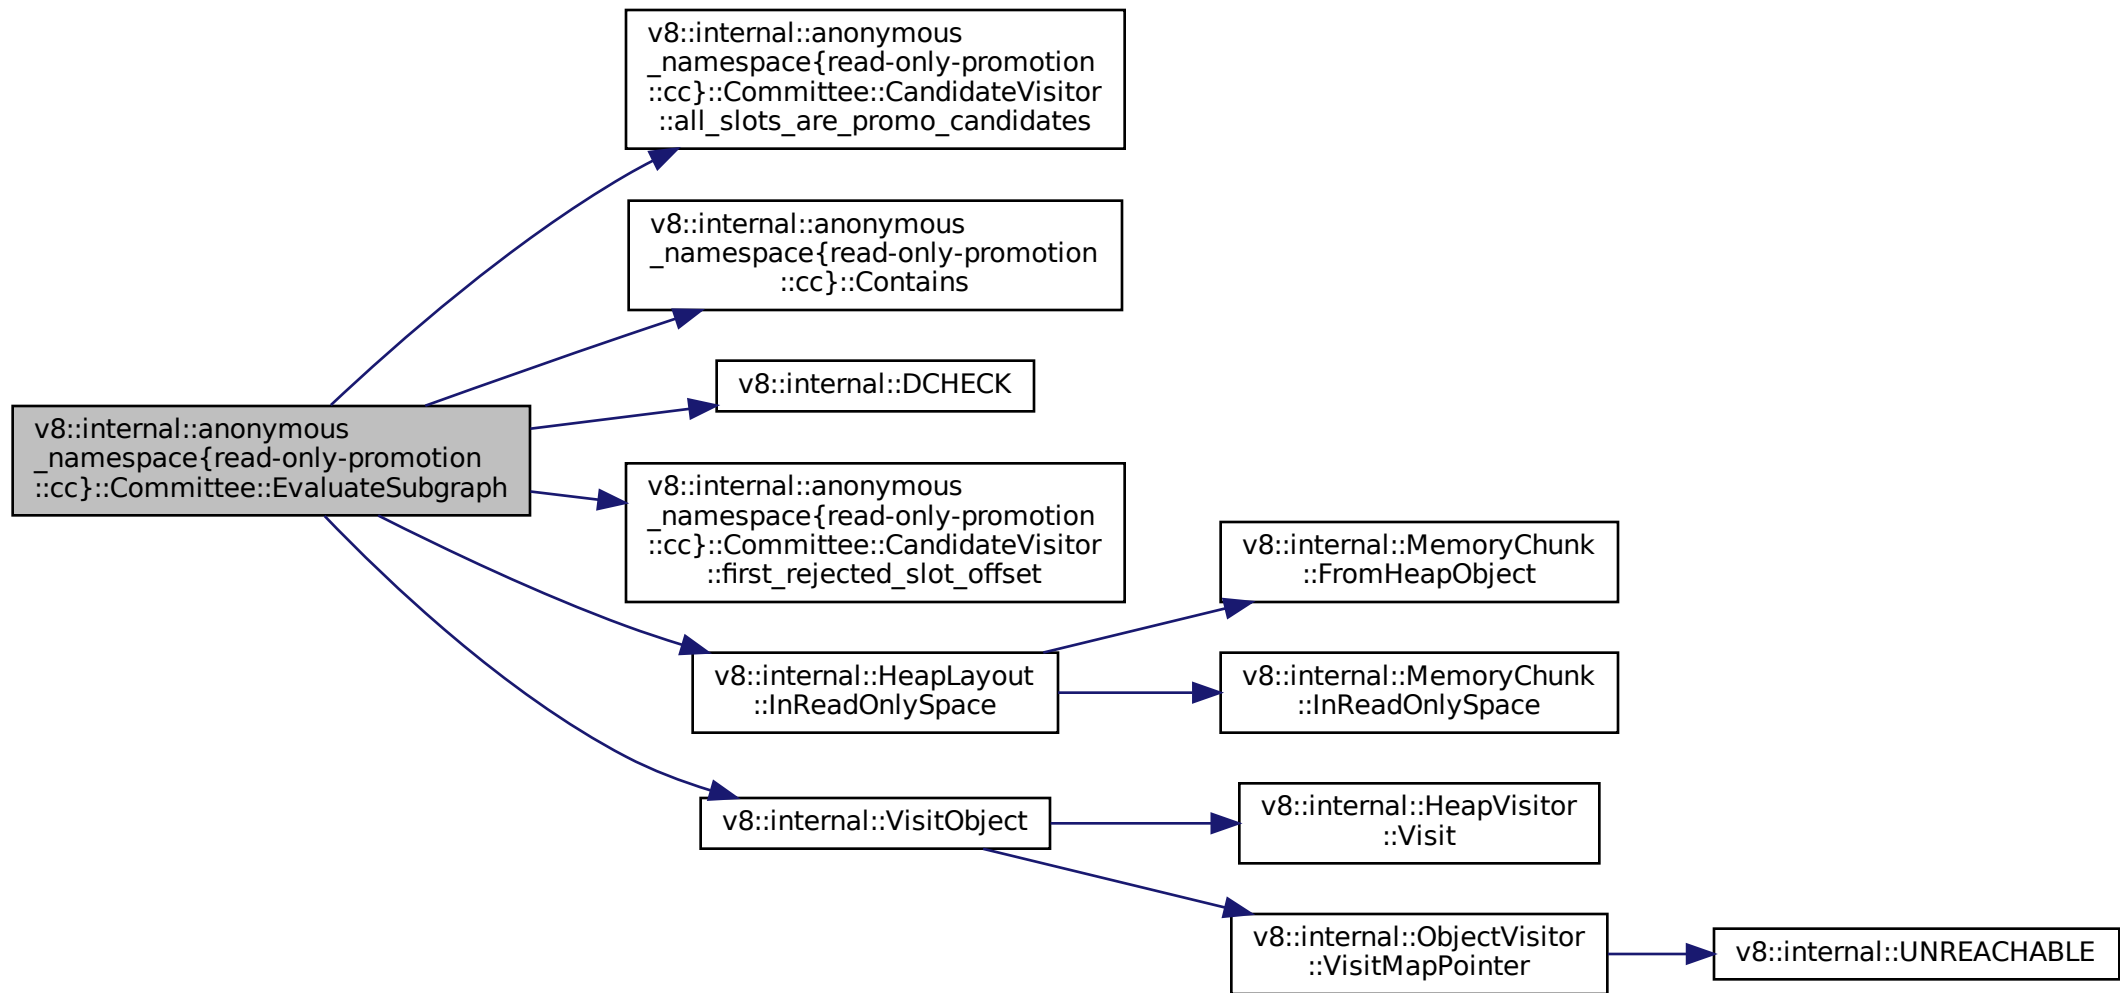 v8::internal::anonymous
_namespace{read-only-promotion
::cc}::Committee::EvaluateSubgraph
v8::internal::anonymous
_namespace{read-only-promotion
::cc}::Committee::CandidateVisitor
::all_slots_are_promo_candidates
v8::internal::anonymous
_namespace{read-only-promotion
::cc}::Contains
v8::internal::DCHECK
v8::internal::anonymous
_namespace{read-only-promotion
::cc}::Committee::CandidateVisitor
::first_rejected_slot_offset
v8::internal::HeapLayout
::InReadOnlySpace
v8::internal::MemoryChunk
::FromHeapObject
v8::internal::MemoryChunk
::InReadOnlySpace
v8::internal::VisitObject
v8::internal::HeapVisitor
::Visit
v8::internal::ObjectVisitor
::VisitMapPointer
v8::internal::UNREACHABLE